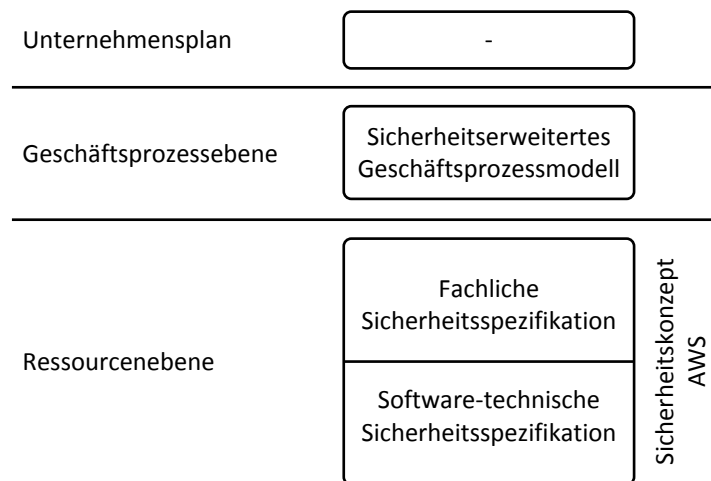 Unternehmensplan
-
Geschäftsprozessebene
Sicherheitserweitertes
Geschäftsprozessmodell
Ressourcenebene
Fachliche
Sicherheitsspezifikation
Software-technische
Sicherheitsspezifikation
Sicherheitskonzept
AWS